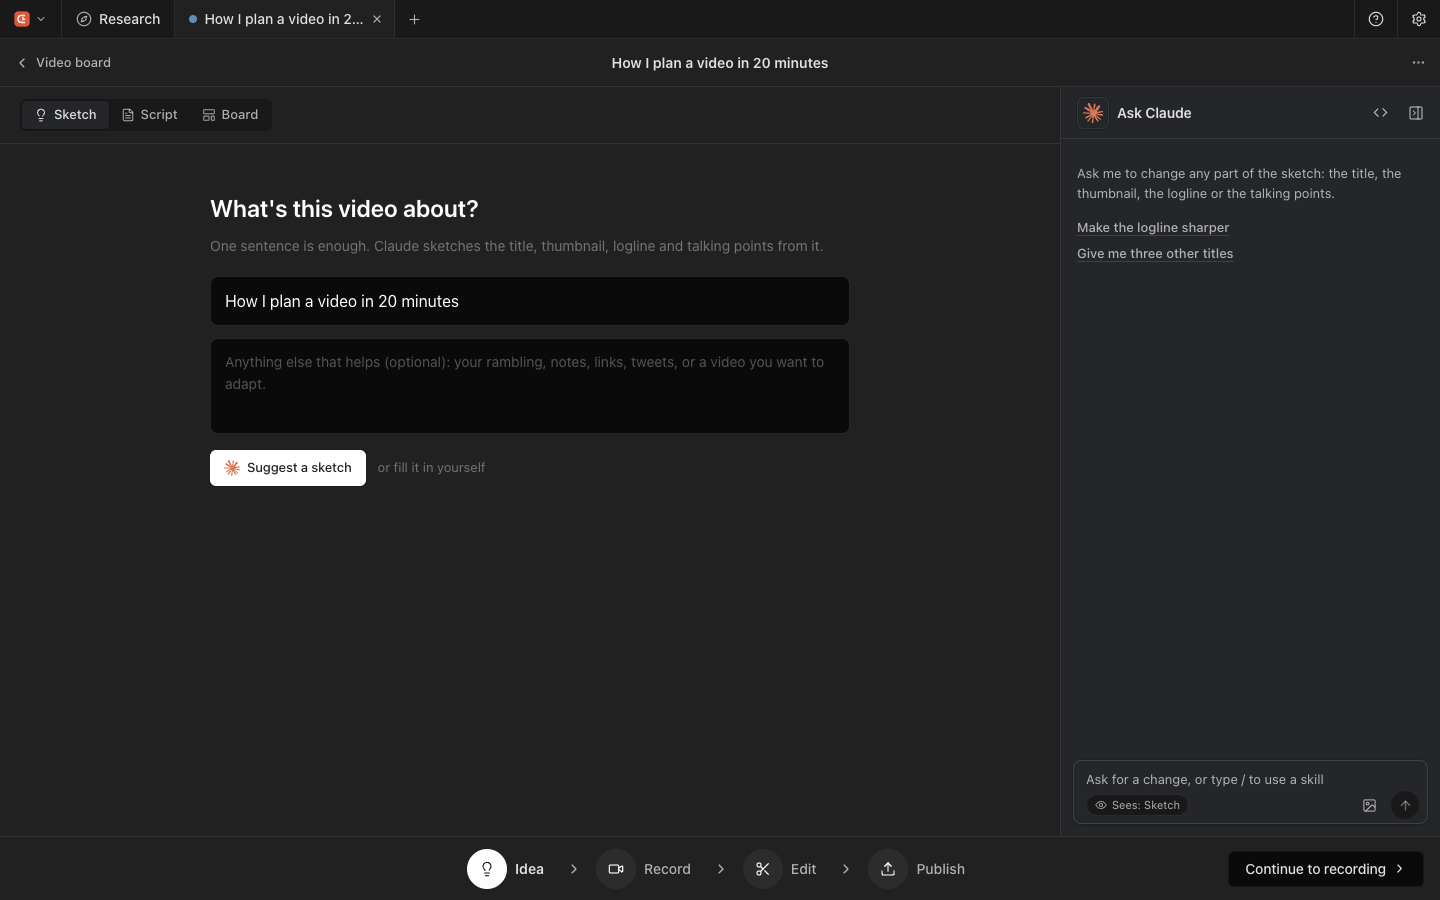 Research
How I plan a video in 2...
Video board
How I plan a video in 20 minutes
Sketch
Script
Board
What's this video about?
One sentence is enough. Claude sketches the title, thumbnail, logline and talking points from it.
How I plan a video in 20 minutes
Anything else that helps (optional): your rambling, notes, links, tweets, or a video you want to
adapt.
Suggest a sketch
or fill it in yourself
Ask Claude
Ask me to change any part of the sketch: the title, the
thumbnail, the logline or the talking points.
Make the logline sharper
Give me three other titles
Ask for a change, or type / to use a skill
Sees: Sketch
Idea
Record
Edit
Publish
Continue to recording